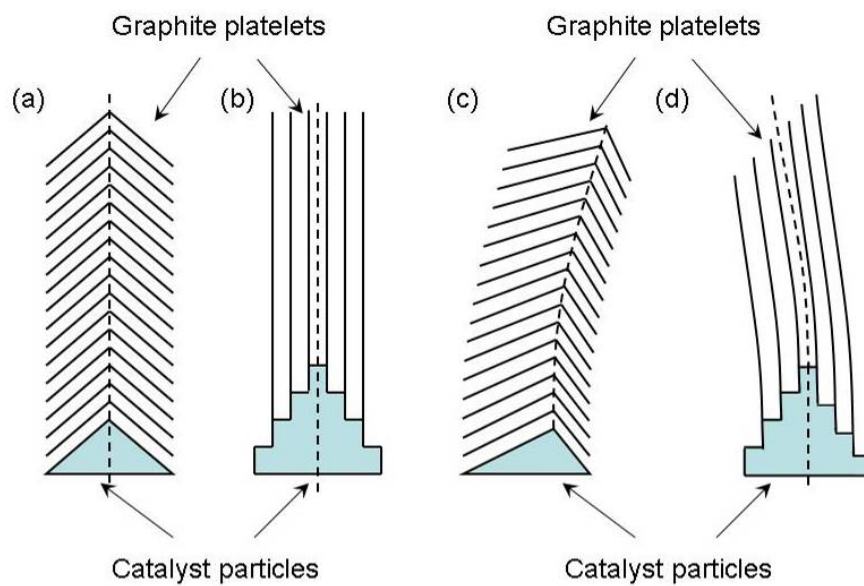 Graphite platelets
Graphite platelets
(a)
(b)
(c)
(d)
Catalyst particles
Catalyst particles